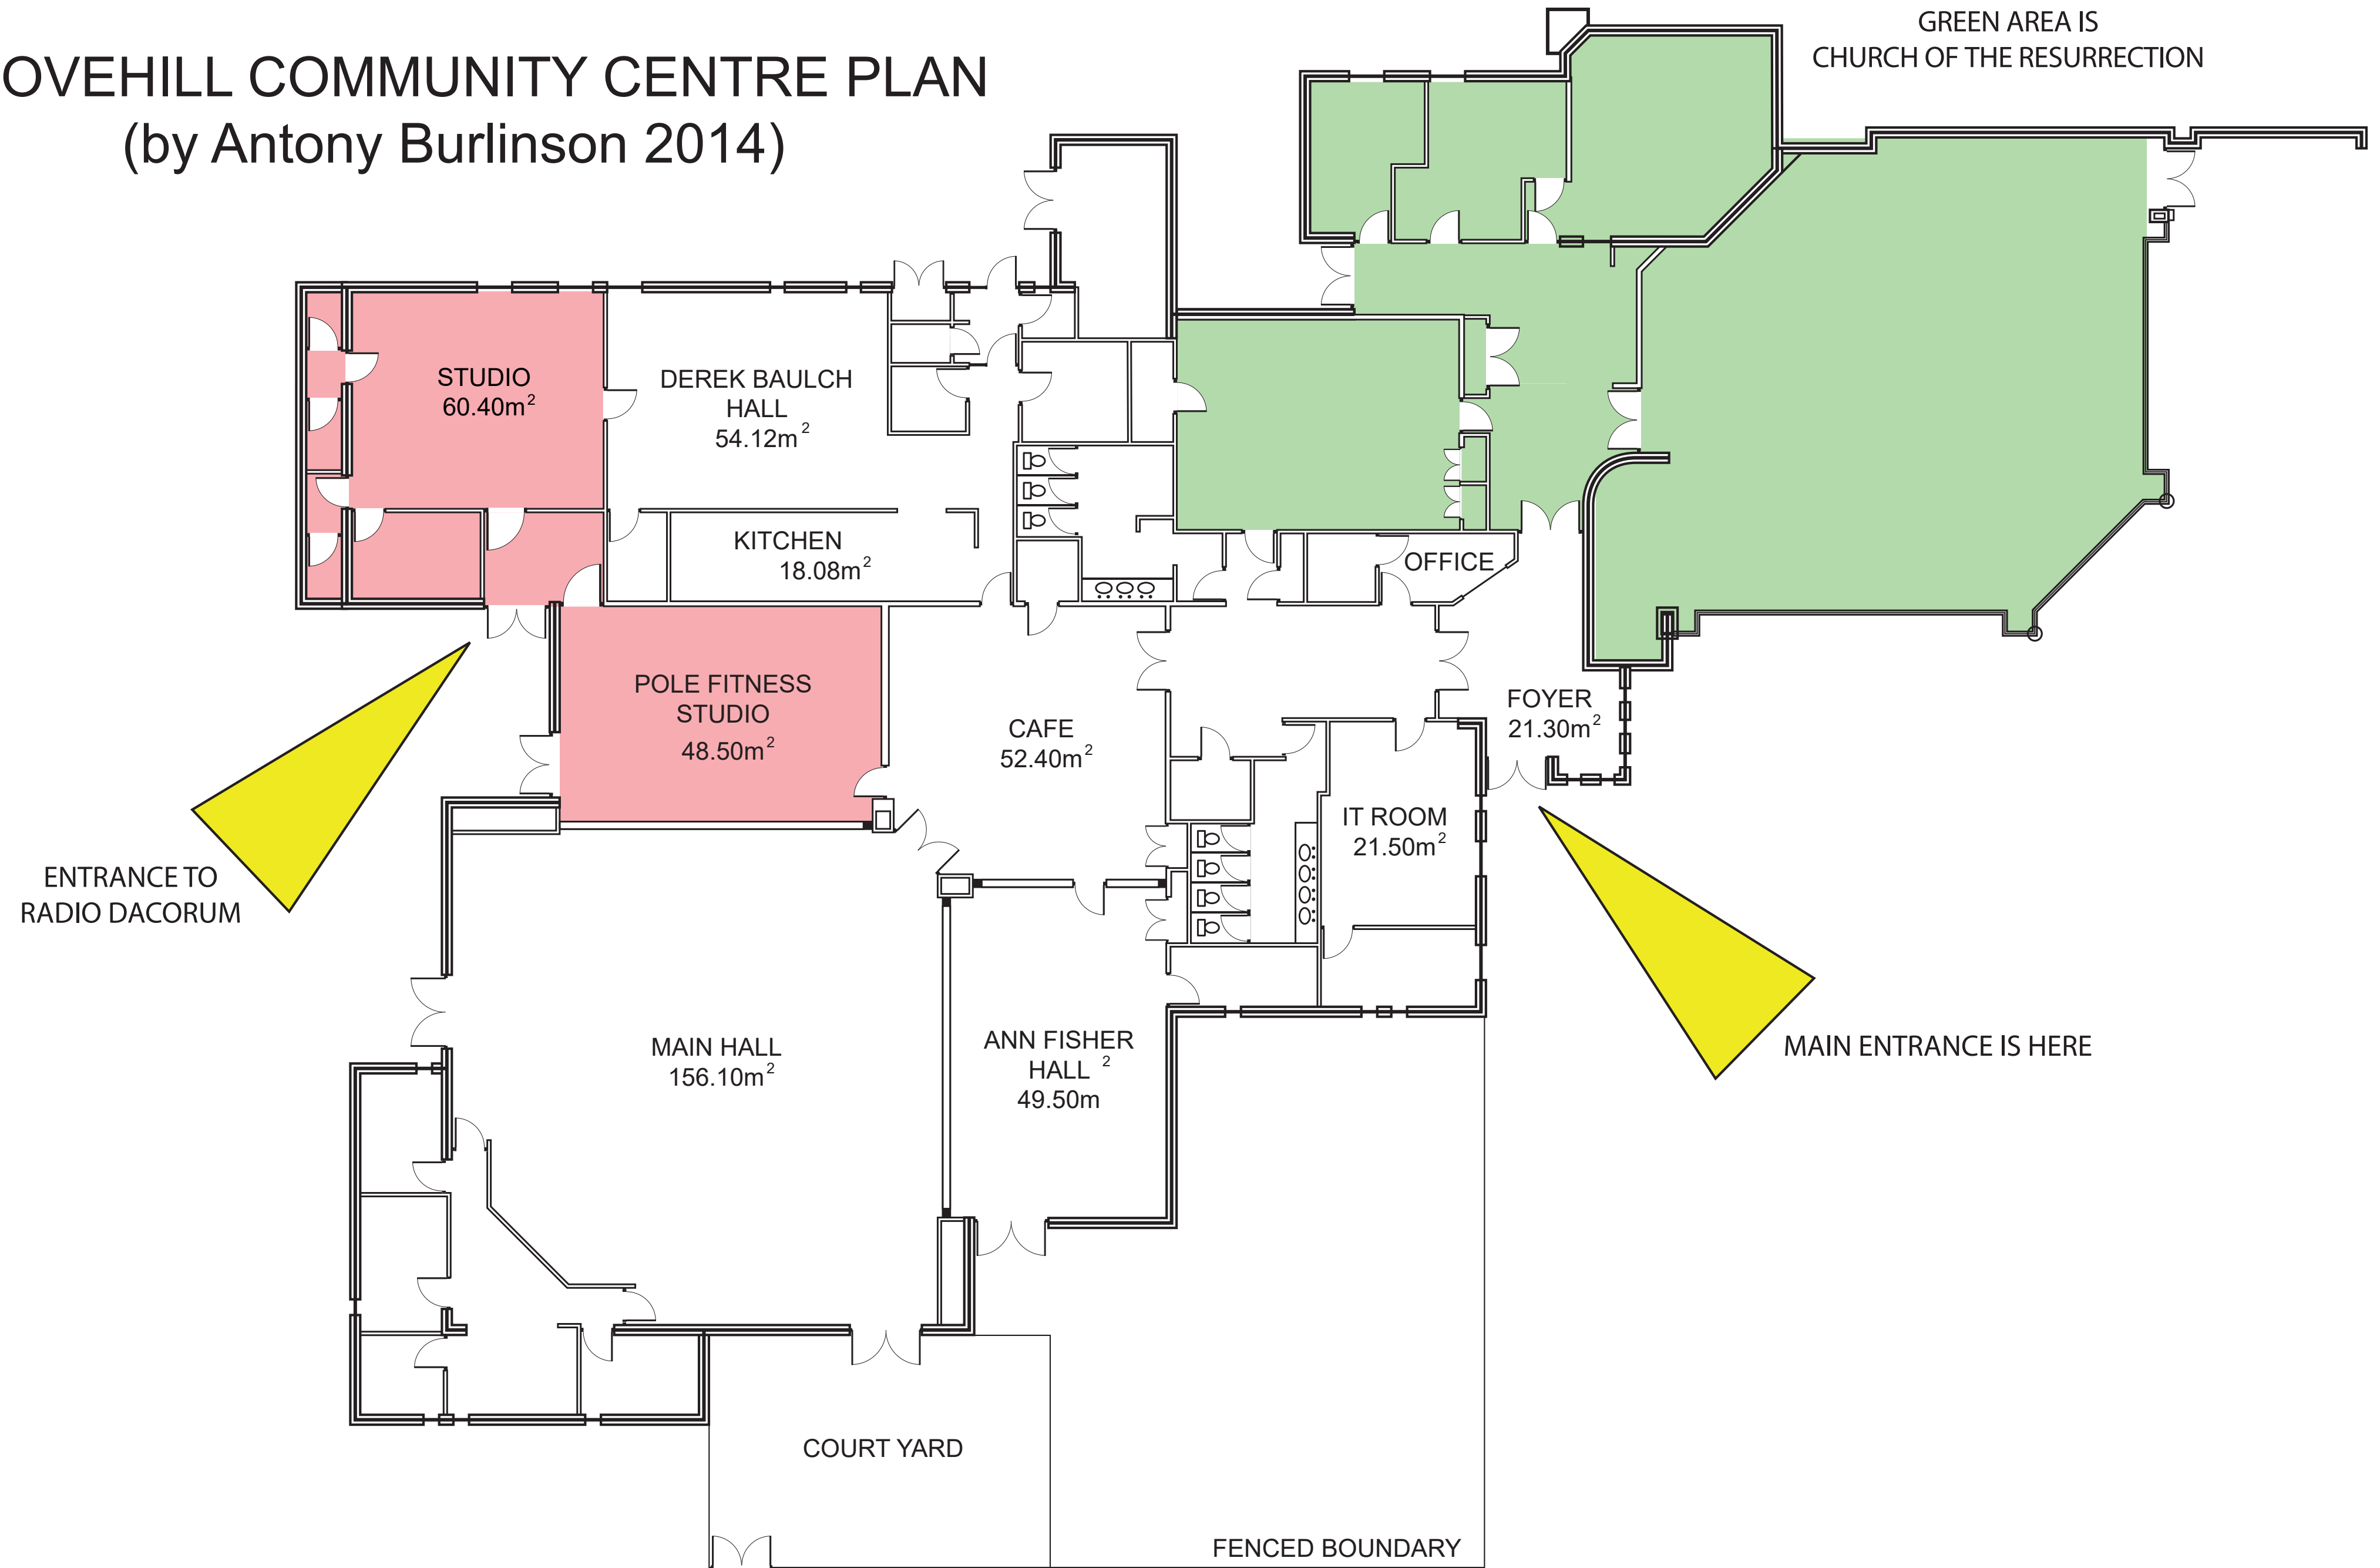 OVEHILL COMMUNITY CENTRE PLAN
(by Antony Burlinson 2014)
GREEN AREA IS
CHURCH OF THE RESURRECTION
STUDIO
60.40m²
DEREK BAULCH
HALL
54.12m²
KITCHEN
18.08m²
OFFICE
POLE FITNESS
STUDIO
48.50m²
CAFE
52.40m²
FOYER
21.30m²
IT ROOM
21.50m²
ENTRANCE TO
RADIO DACORUM
MAIN HALL
156.10m²
ANN FISHER
HALL ²
49.50m
MAIN ENTRANCE IS HERE
COURT YARD
FENCED BOUNDARY